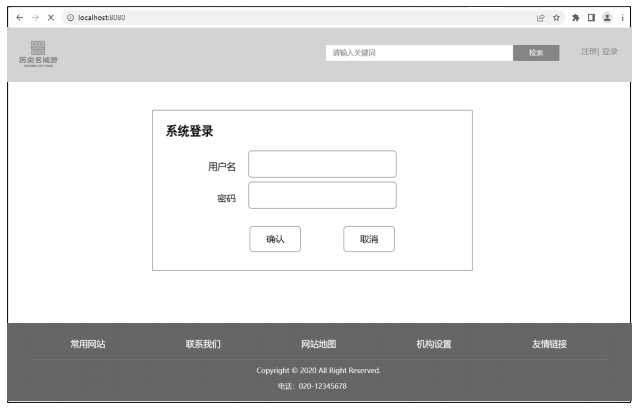 localhost:8080
历史名城游
请输入关键词
检索
注册| 登录
系统登录
用户名
密码
确认
取消
常用网站
联系我们
网站地图
机构设置
友情链接
Copyright © 2020 All Right Reserved.
电话：020-12345678